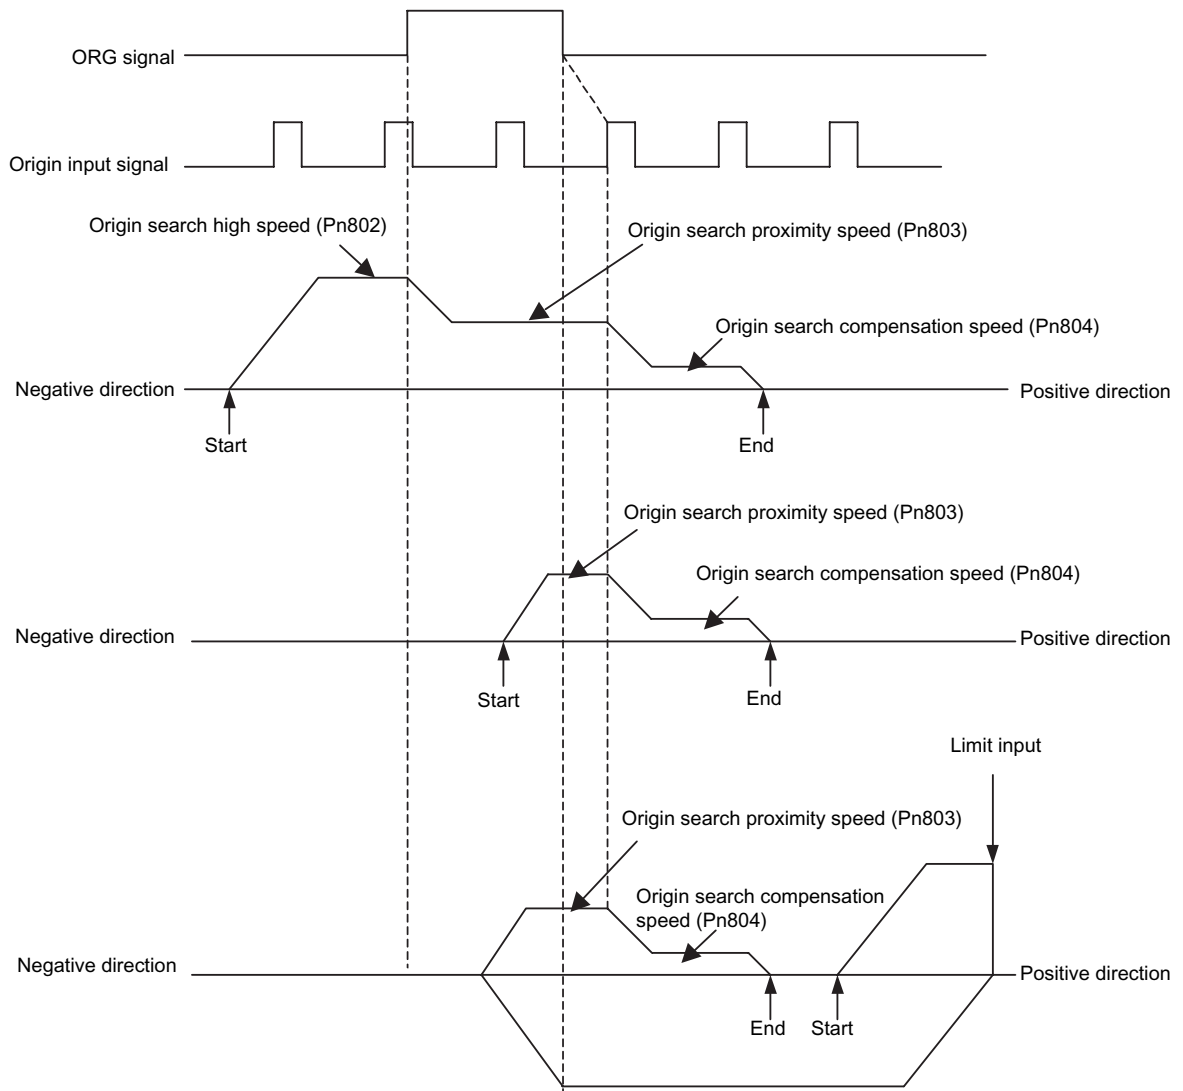 ORG signal
Origin input signal
Origin search high speed (Pn802)
Origin search proximity speed (Pn803)
Origin search compensation speed (Pn804)
Negative direction
Positive direction
Start
End
Origin search proximity speed (Pn803)
Origin search compensation speed (Pn804)
Negative direction
Positive direction
Start
End
Limit input
Origin search proximity speed (Pn803)
Origin search compensation
speed (Pn804)
Negative direction
Positive direction
End
Start